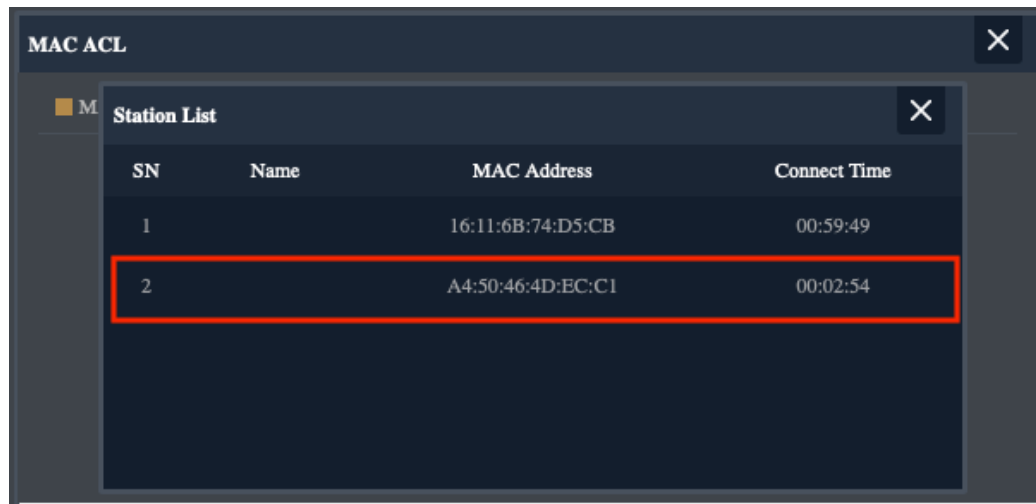 MAC ACL
M
Station List
SN Name MAC Address Connect Time
1 16:11:6B:74:D5:CB 00:59:49
2 A4:50:46:4D:EC:C1 00:02:54